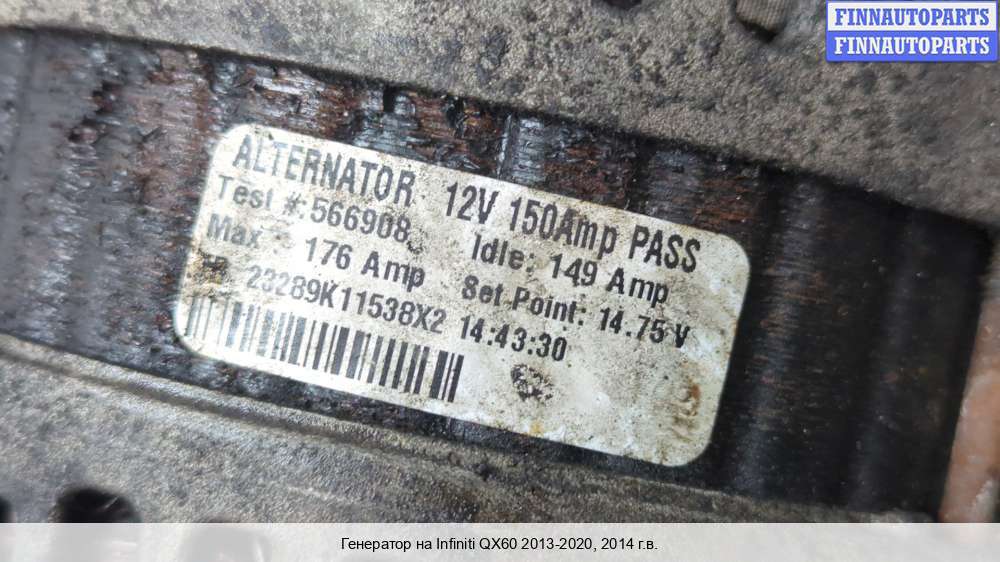 FINNAUTOPARTS
FINNAUTOPARTS
ALTERNATOR 12V 150Amp PASS
Test #: 566908 Idle: 149 Amp
Max : 176 Amp Set Point: 14.75 V
23289K11538X2 14:43:30
Генератор на Infiniti QX60 2013-2020, 2014 г.в.